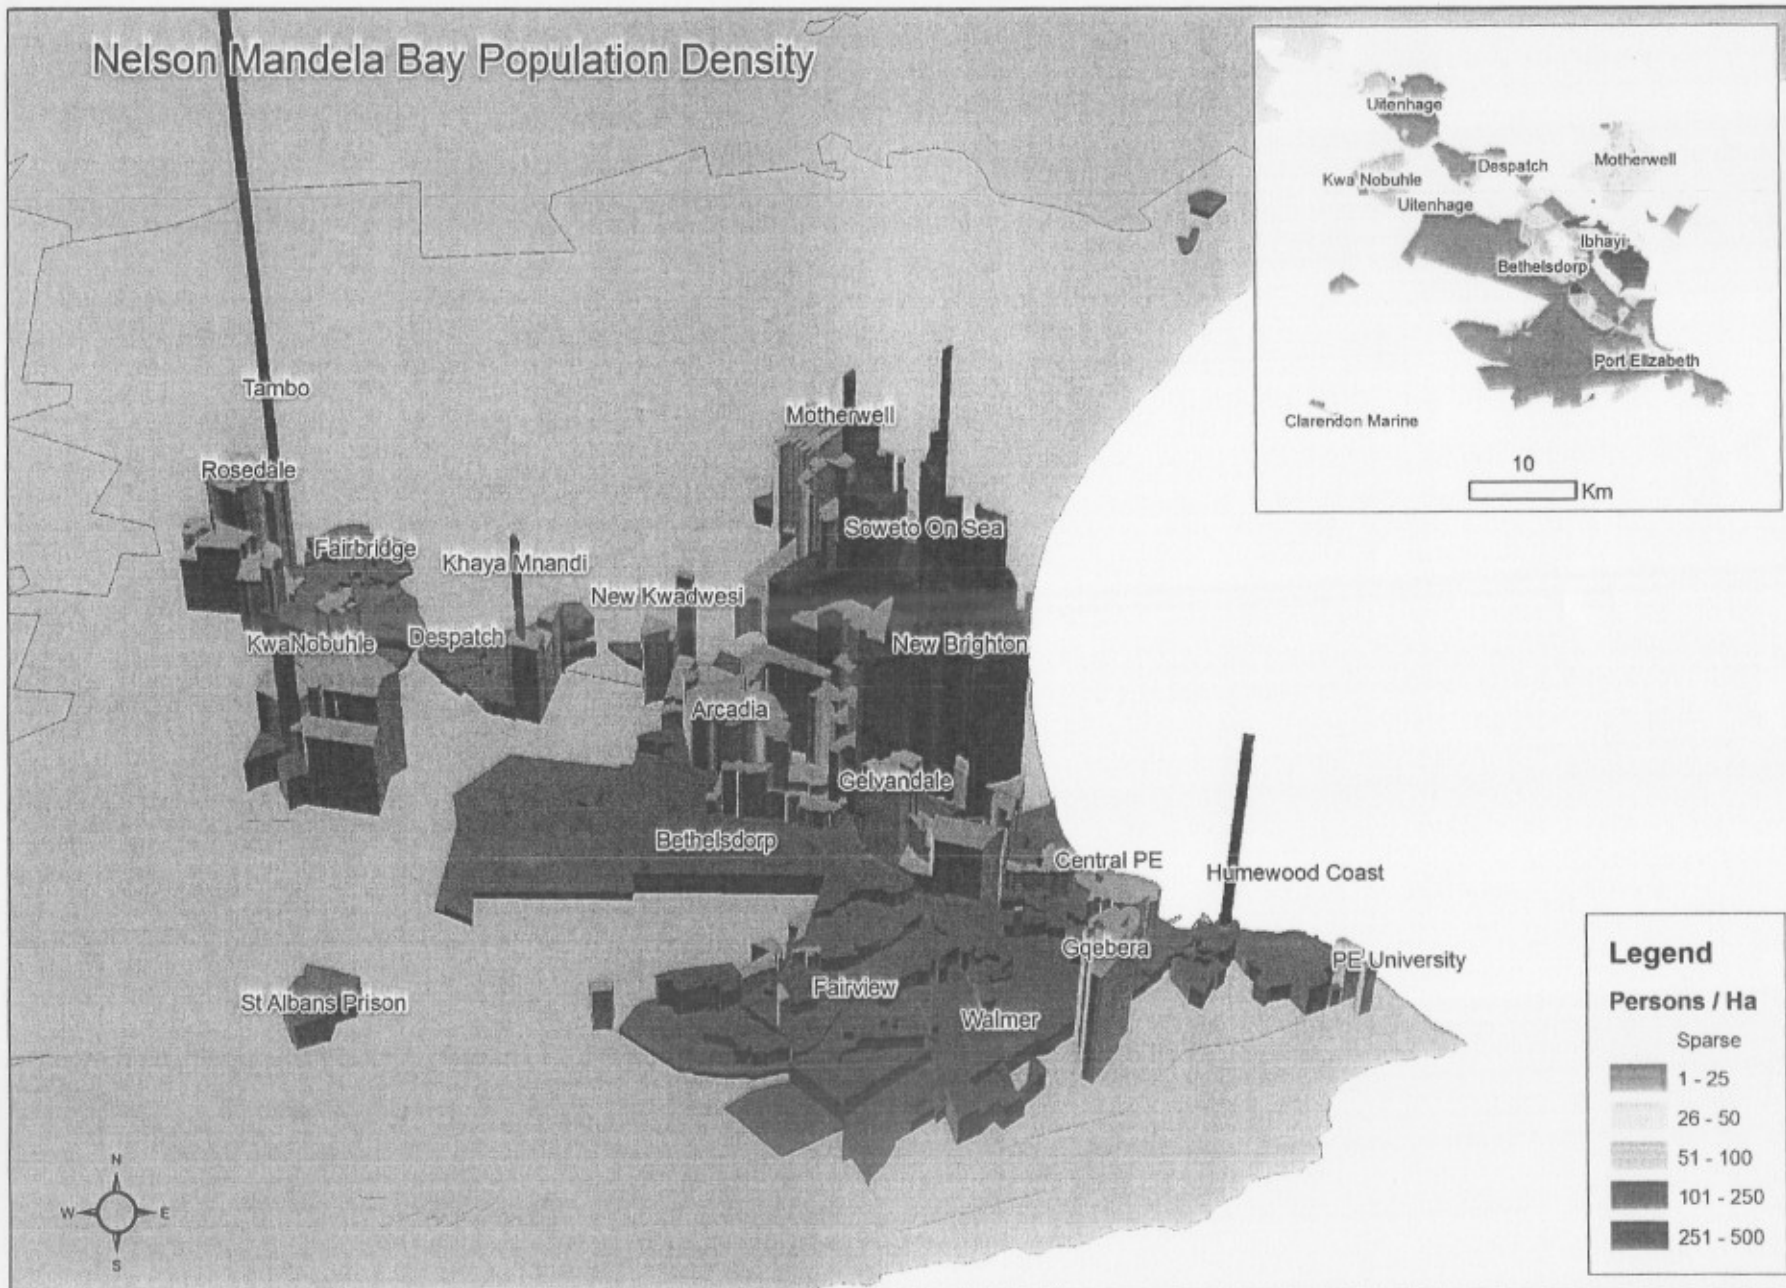 Nelson Mandela Bay Population Density
Uitenhage
Despatch
Motherwell
Kwa Nobuhle
Uitenhage
Ibhayi
Bethelsdorp
Port Elizabeth
Clarendon Marine
10
Km
Tambo
Motherwell
Rosedale
Soweto On Sea
Fairbridge
Khaya Mnandi
New Kwadwesi
KwaNobuhle
Despatch
New Brighton
Arcadia
Gelvandale
Bethelsdorp
Central PE
Humewood Coast
Gqebera
PE University
St Albans Prison
Fairview
Walmer
Legend
Persons / Ha
Sparse
1 - 25
26 - 50
51 - 100
101 - 250
251 - 500
N
W
E
S